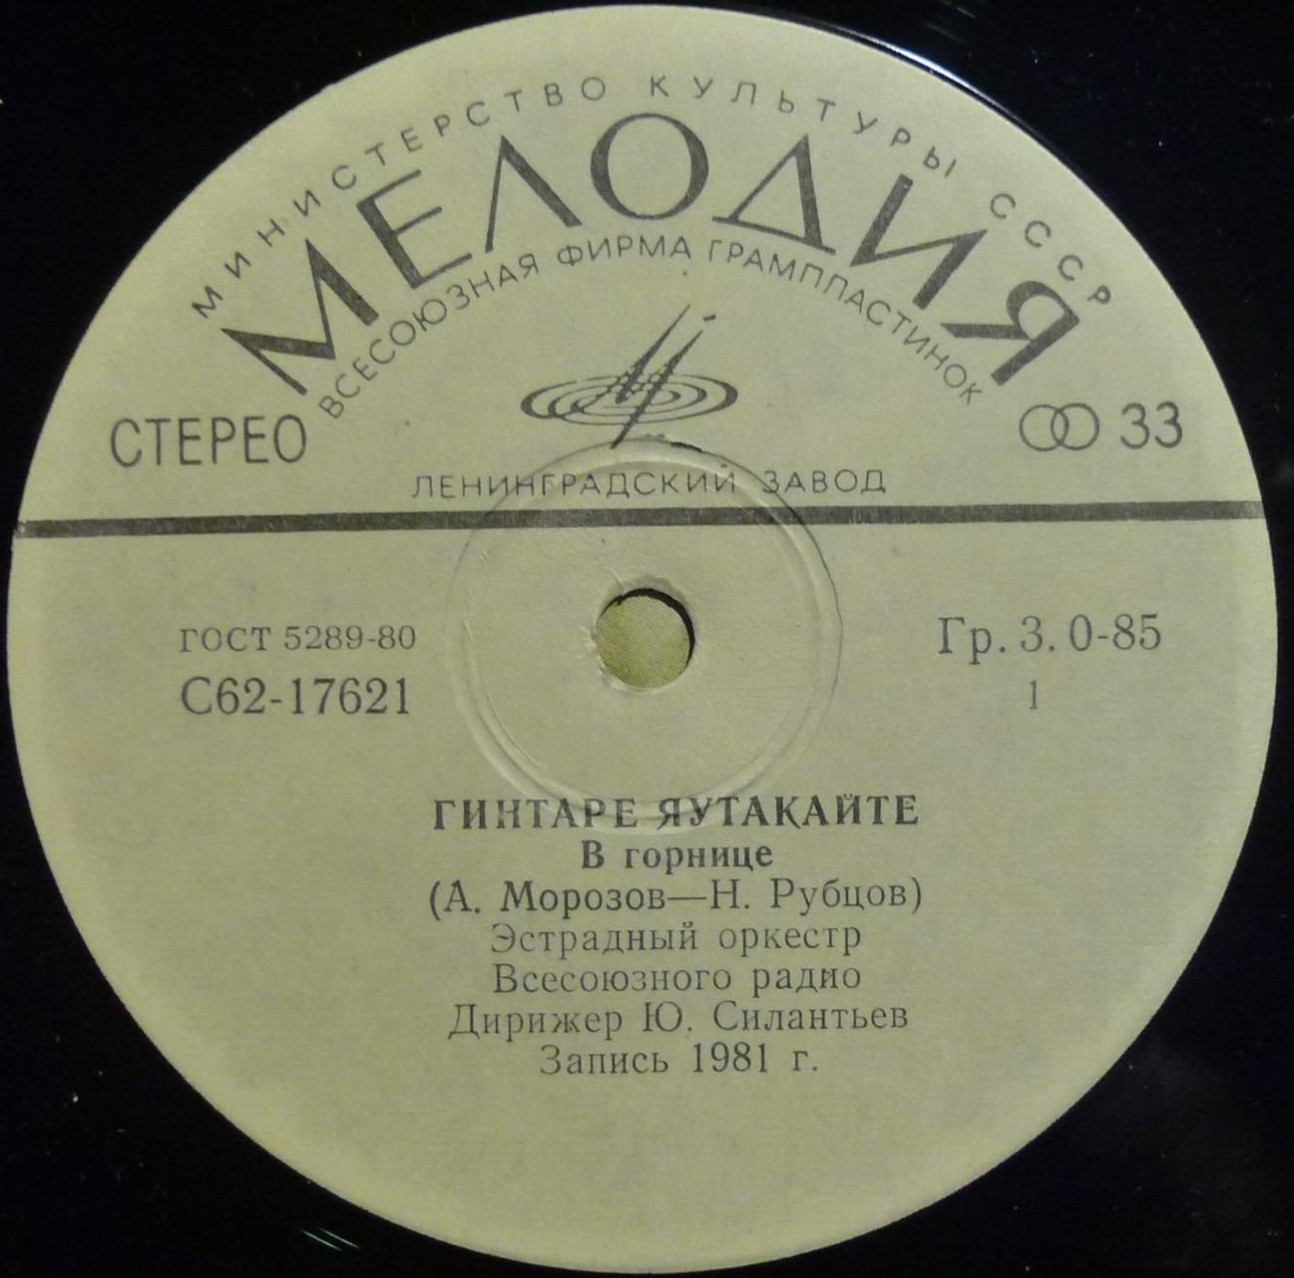 МИНИСТЕРСТВО КУЛЬТУРЫ СССР
МЕЛОДИЯ
ВСЕСОЮЗНАЯ ФИРМА ГРАМПЛАСТИНОК
СТЕРЕО
33
ЛЕНИНГРАДСКИЙ ЗАВОД
ГОСТ 5289-80
Гр. 3. 0-85
С62-17621
1
ГИНТАРЕ ЯУТАКАЙТЕ
В горнице
(А. Морозов—Н. Рубцов)
Эстрадный оркестр
Всесоюзного радио
Дирижер Ю. Силантьев
Запись 1981 г.